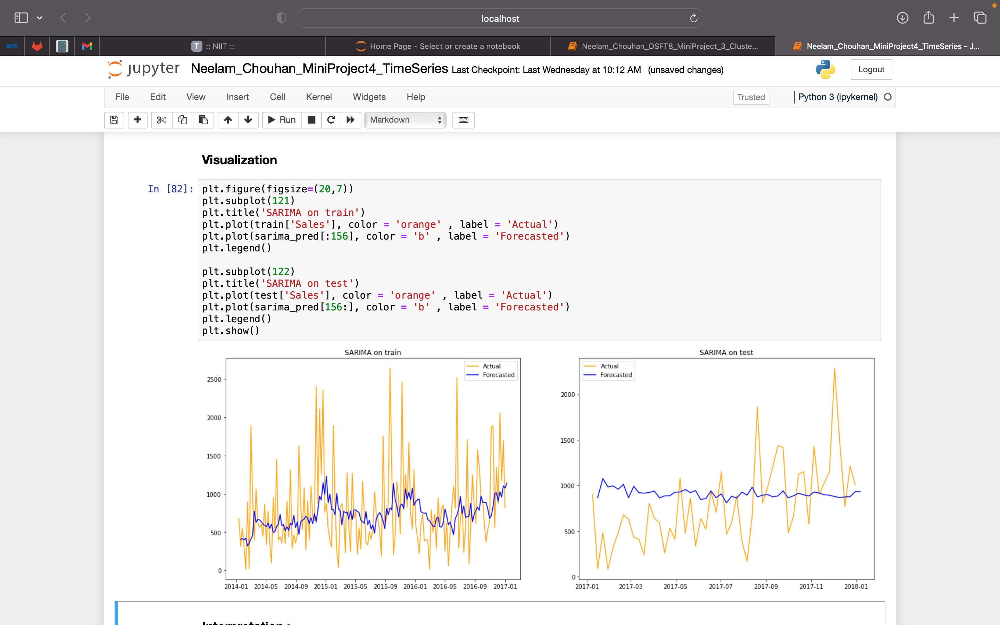 localhost
NIIT
T :: NIIT ::
Home Page - Select or create a notebook
Neelam_Chouhan_DSFT8_MiniProject_3_Cluste...
Neelam_Chouhan_MiniProject4_TimeSeries - J...
jupyter Neelam_Chouhan_MiniProject4_TimeSeries Last Checkpoint: Last Wednesday at 10:12 AM (unsaved changes)
Logout
File Edit View Insert Cell Kernel Widgets Help
Trusted
Python 3 (ipykernel)
Run
Markdown
Visualization
In [82]:
plt.figure(figsize=(20,7))
plt.subplot(121)
plt.title('SARIMA on train')
plt.plot(train['Sales'], color = 'orange' , label = 'Actual')
plt.plot(sarima_pred[:156], color = 'b' , label = 'Forecasted')
plt.legend()
plt.subplot(122)
plt.title('SARIMA on test')
plt.plot(test['Sales'], color = 'orange' , label = 'Actual')
plt.plot(sarima_pred[156:], color = 'b' , label = 'Forecasted')
plt.legend()
plt.show()
SARIMA on train
Actual
Forecasted
2500
2000
1500
1000
500
0
2014-01 2014-05 2014-09 2015-01 2015-05 2015-09 2016-01 2016-05 2016-09 2017-01
SARIMA on test
Actual
Forecasted
2000
1500
1000
500
0
2017-01 2017-03 2017-05 2017-07 2017-09 2017-11 2018-01
Interpretation :